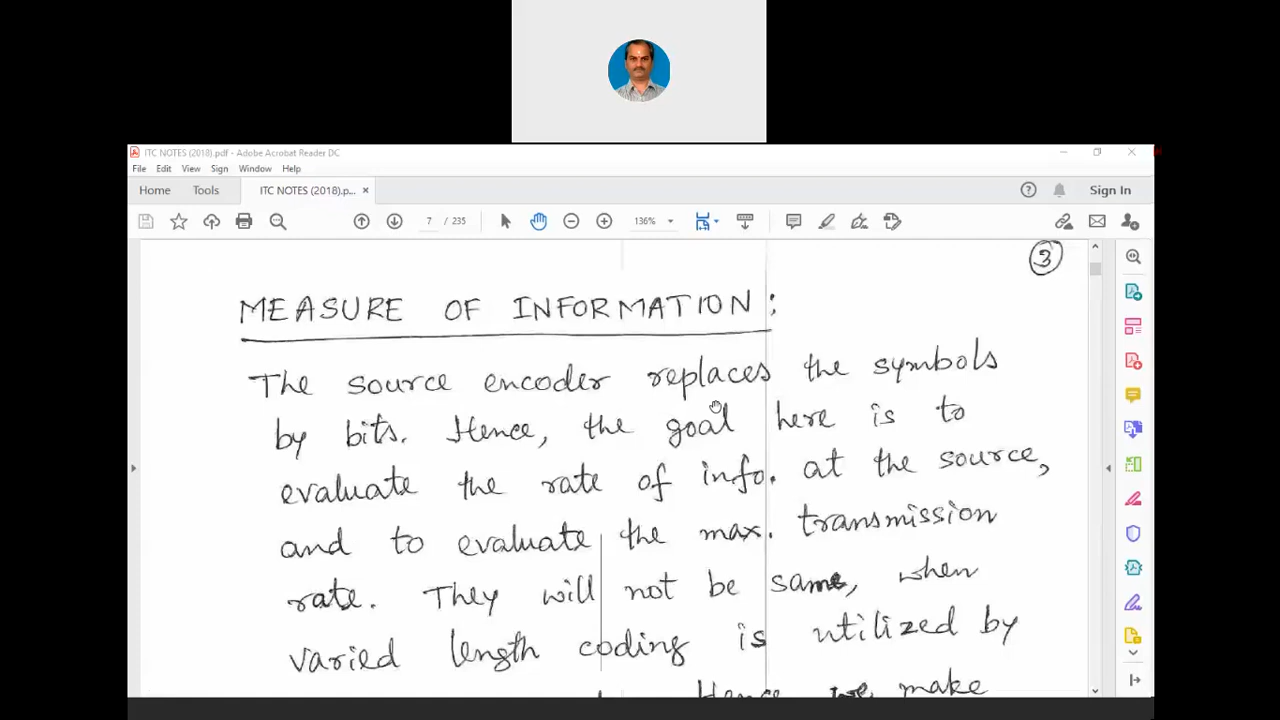 ITC NOTES (2018).pdf - Adobe Acrobat Reader DC
File Edit View Sign Window Help
Home Tools ITC NOTES (2018).p... × Sign In
7 / 235 136%
3
MEASURE OF INFORMATION :
The source encoder replaces the symbols
by bits. Hence, the goal here is to
evaluate the rate of info. at the source,
and to evaluate the max. transmission
rate. They will not be same, when
varied length coding is utilized by
Hence we make